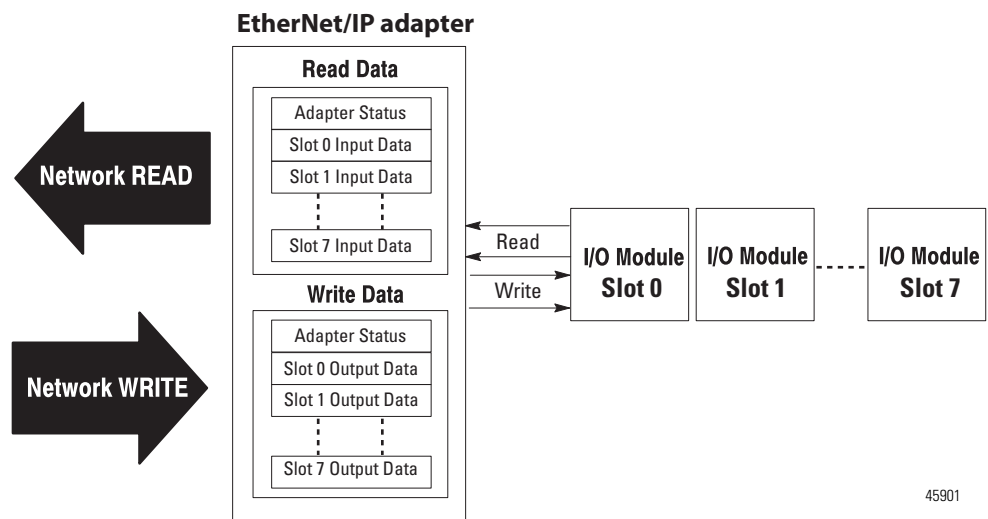 EtherNet/IP adapter
Read Data
Adapter Status
Slot 0 Input Data
Slot 1 Input Data
Slot 7 Input Data
Network READ
Write Data
Adapter Status
Slot 0 Output Data
Slot 1 Output Data
Slot 7 Output Data
Network WRITE
Read
Write
I/O Module
Slot 0
I/O Module
Slot 1
I/O Module
Slot 7
45901